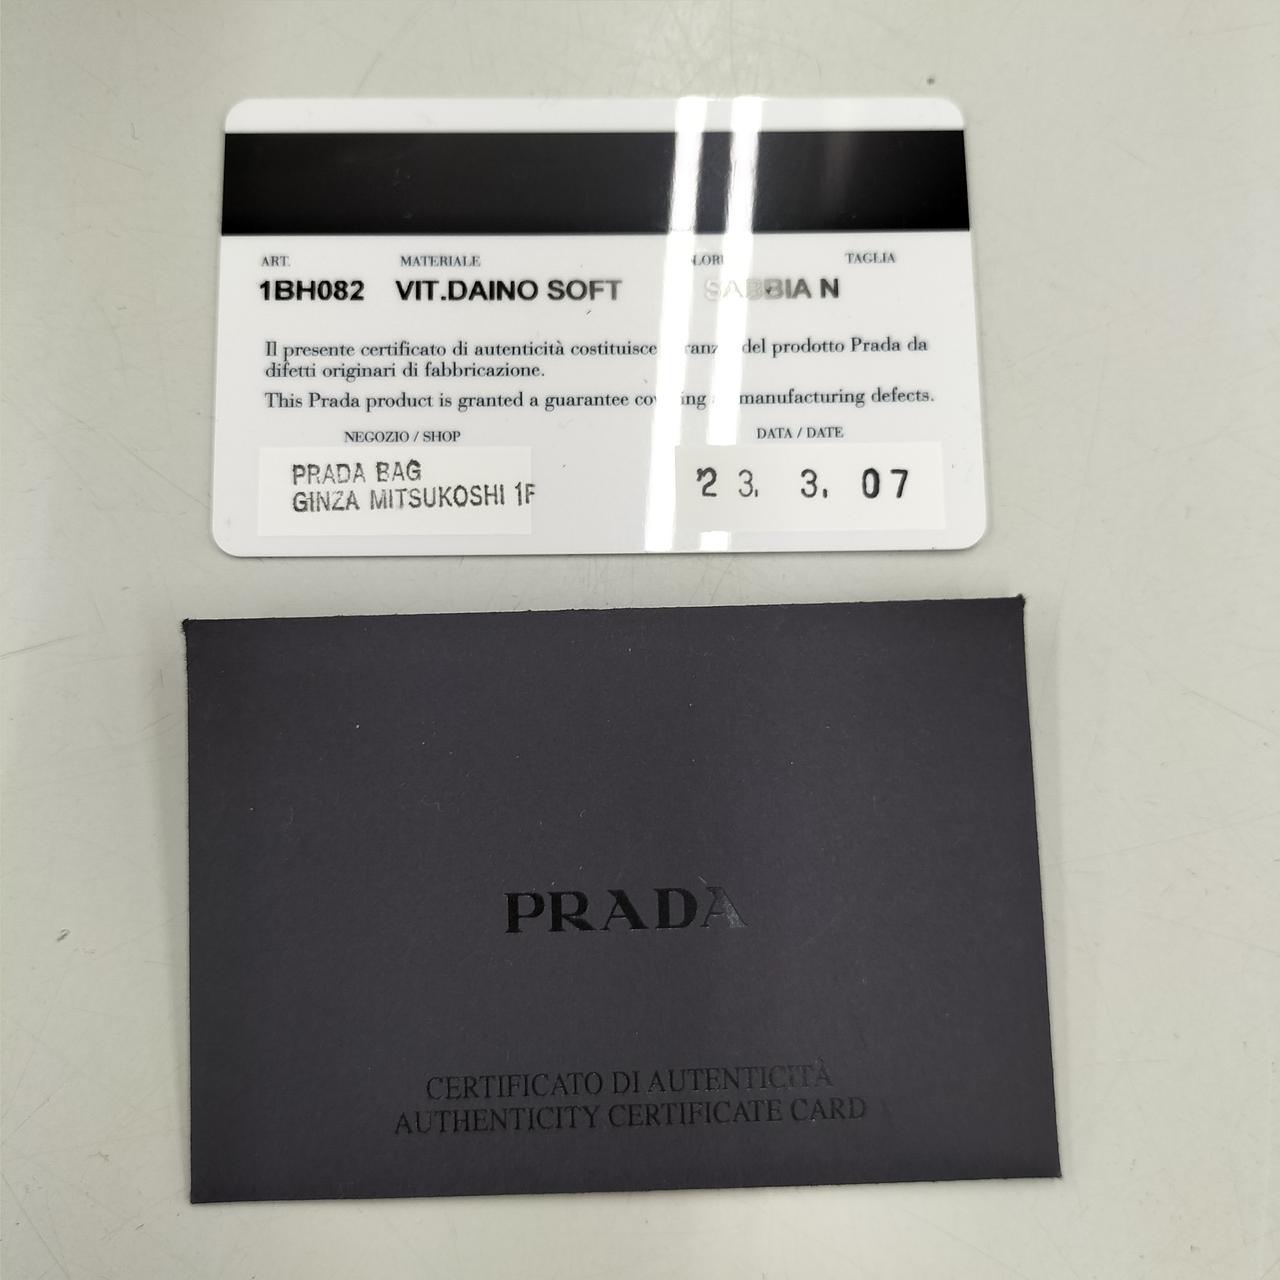 ART. MATERIALE TAGLIA
1BH082 VIT.DAINO SOFT SABBIA N
Il presente certificato di autenticità costituisce del prodotto Prada da
difetti originari di fabbricazione.
This Prada product is granted a guarantee manufacturing defects.
NEGOZIO / SHOP DATA / DATE
PRADA BAG
GINZA MITSUKOSHI 1F
'23. 3. 07
PRADA
CERTIFICATO DI AUTENTICITÀ
AUTHENTICITY CERTIFICATE CARD